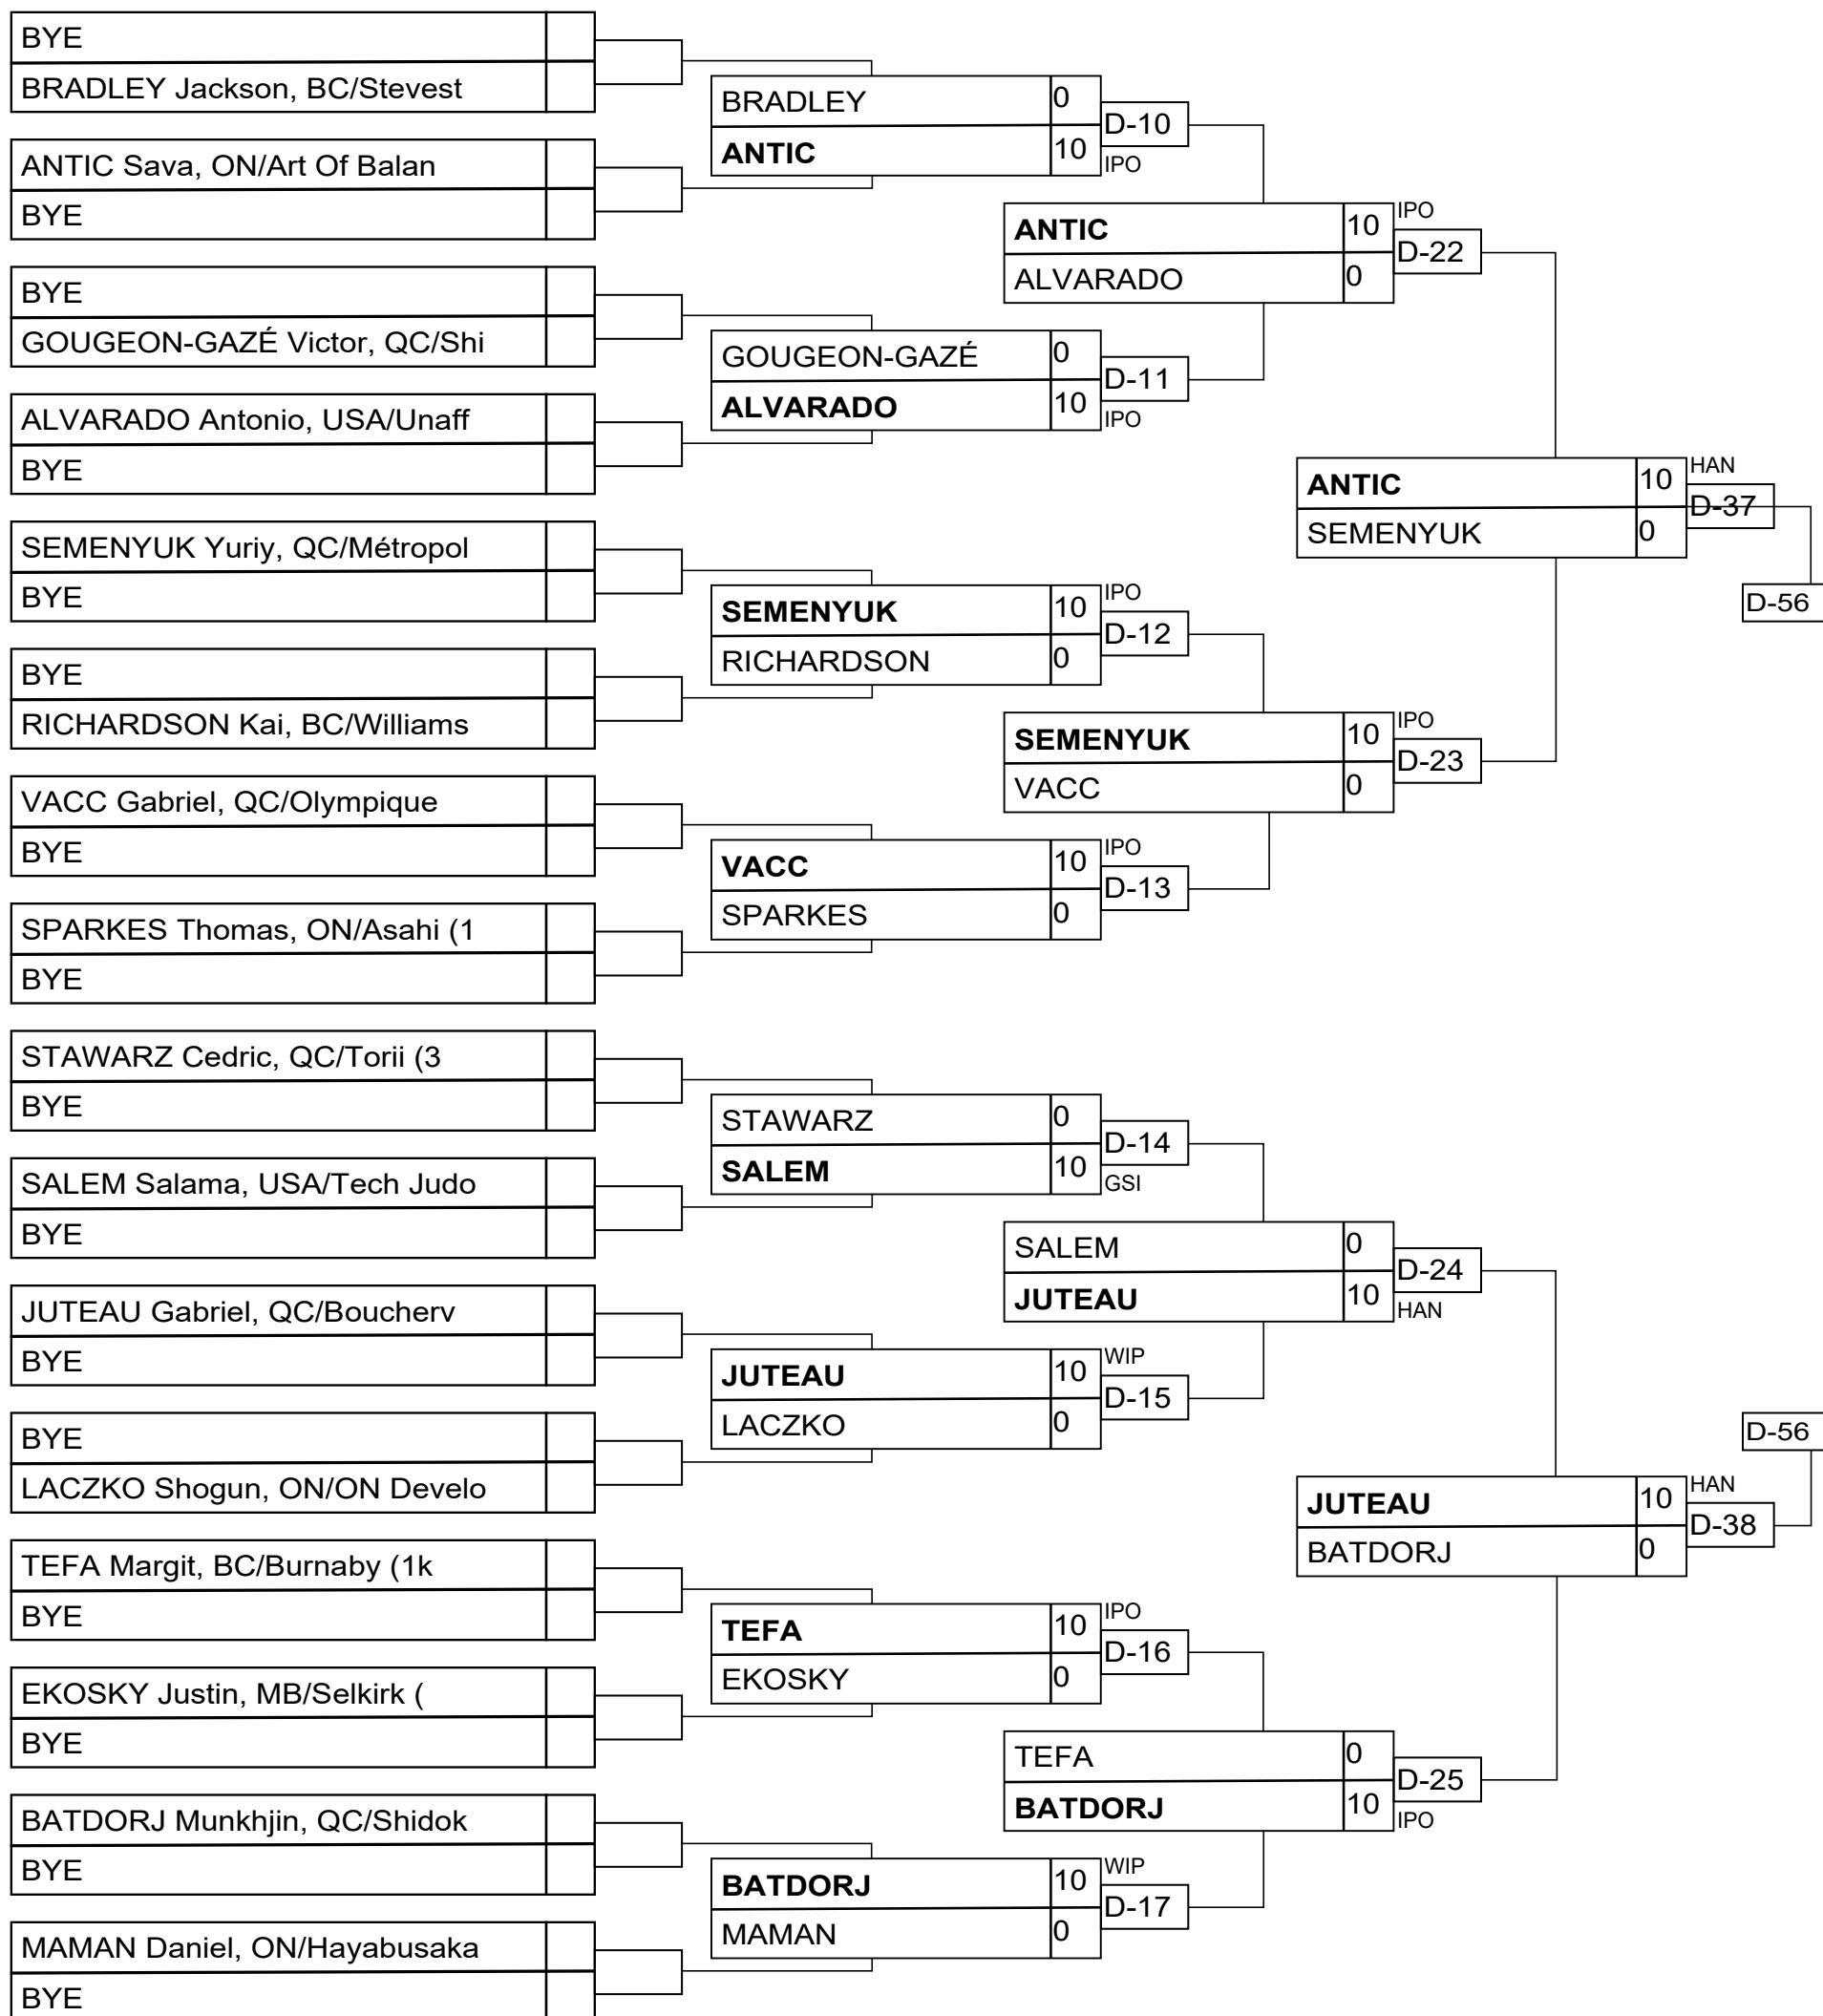 BYE
BRADLEY Jackson, BC/Stevest
ANTIC Sava, ON/Art Of Balan
BYE
BYE
GOUGEON-GAZÉ Victor, QC/Shi
ALVARADO Antonio, USA/Unaff
BYE
SEMENYUK Yuriy, QC/Métropol
BYE
BYE
RICHARDSON Kai, BC/Williams
VACC Gabriel, QC/Olympique
BYE
SPARKES Thomas, ON/Asahi (1
BYE
STAWARZ Cedric, QC/Torii (3
BYE
SALEM Salama, USA/Tech Judo
BYE
JUTEAU Gabriel, QC/Boucherv
BYE
BYE
LACZKO Shogun, ON/ON Develo
TEFA Margit, BC/Burnaby (1k
BYE
EKOSKY Justin, MB/Selkirk (
BYE
BATDORJ Munkhjin, QC/Shidok
BYE
MAMAN Daniel, ON/Hayabusaka
BYE
BRADLEY 0
D-10
ANTIC 10
IPO
GOUGEON-GAZÉ 0
D-11
ALVARADO 10
IPO
SEMENYUK 10 IPO
D-12
RICHARDSON 0
VACC 10 IPO
D-13
SPARKES 0
STAWARZ 0
D-14
SALEM 10
GSI
JUTEAU 10 WIP
D-15
LACZKO 0
TEFA 10 IPO
D-16
EKOSKY 0
BATDORJ 10 WIP
D-17
MAMAN 0
ANTIC 10 IPO
D-22
ALVARADO 0
SEMENYUK 10 IPO
D-23
VACC 0
SALEM 0
D-24
JUTEAU 10
HAN
TEFA 0
D-25
BATDORJ 10
IPO
ANTIC 10 HAN
D-37
SEMENYUK 0
D-56
D-56
JUTEAU 10 HAN
D-38
BATDORJ 0